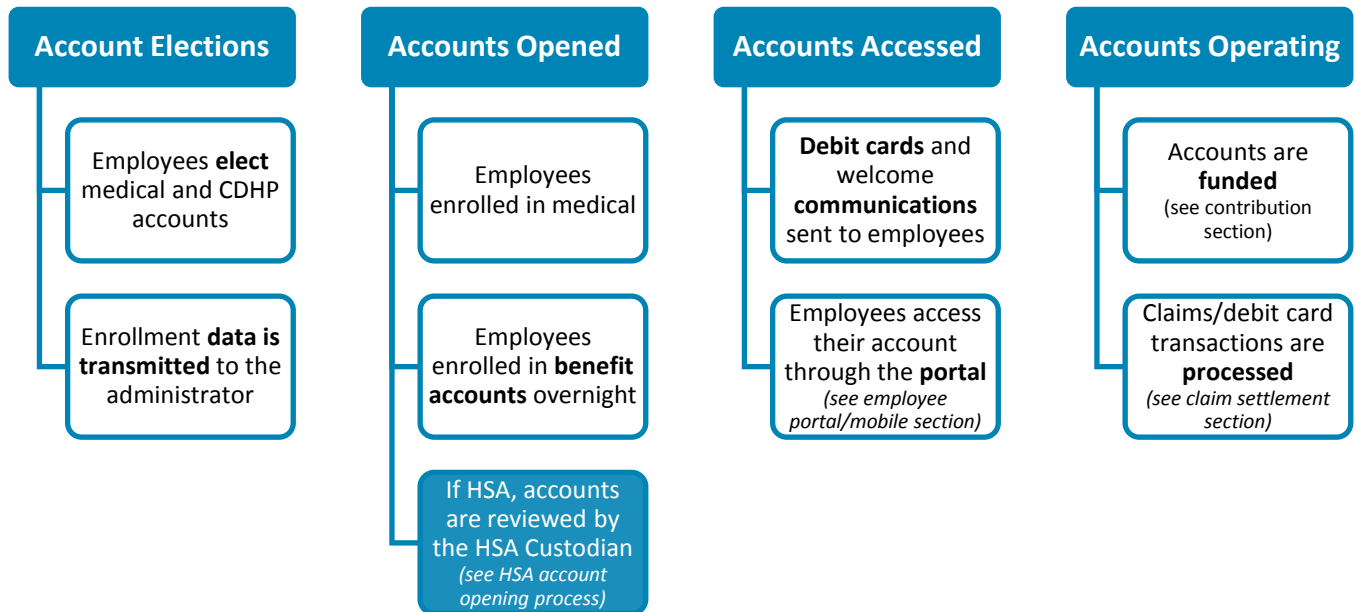 Account Elections
Employees elect
medical and CDHP
accounts
Enrollment data is
transmitted to the
administrator
Accounts Opened
Employees
enrolled in medical
Employees
enrolled in benefit
accounts overnight
If HSA, accounts
are reviewed by
the HSA Custodian
(see HSA account
opening process)
Accounts Accessed
Debit cards and
welcome
communications
sent to employees
Employees access
their account
through the portal
(see employee
portal/mobile section)
Accounts Operating
Accounts are
funded
(see contribution
section)
Claims/debit card
transactions are
processed
(see claim settlement
section)